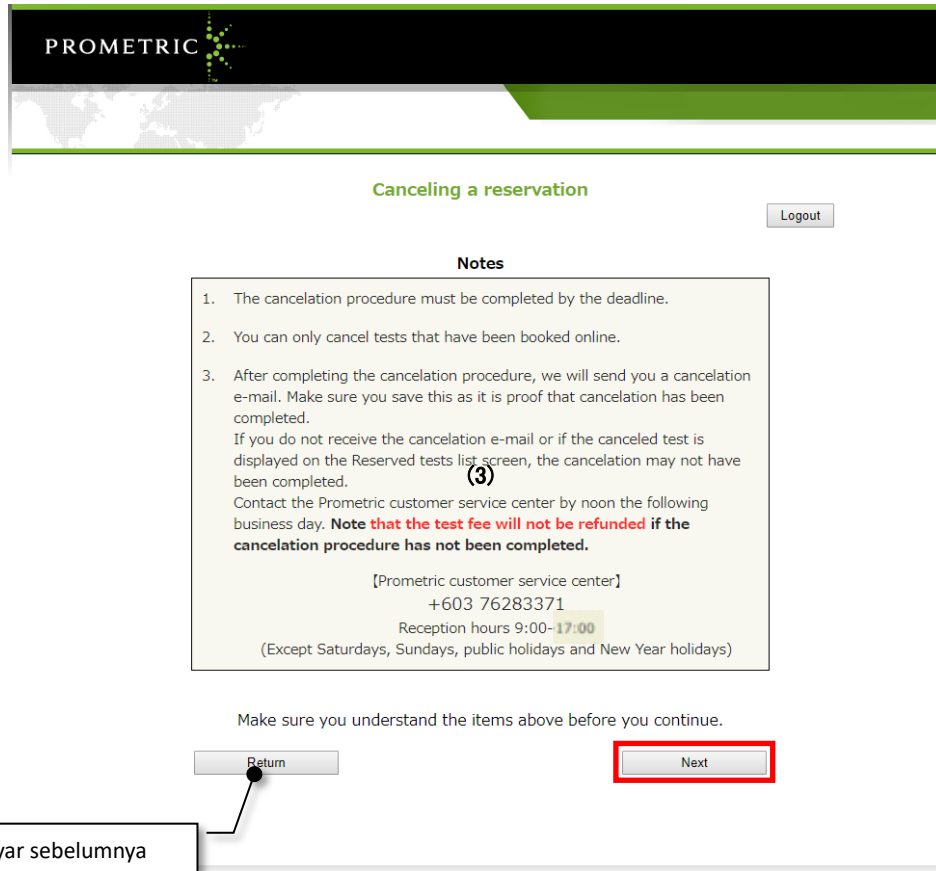 PROMETRIC
Canceling a reservation
Logout
Notes
1. The cancelation procedure must be completed by the deadline.
2. You can only cancel tests that have been booked online.
3. After completing the cancelation procedure, we will send you a cancelation
e-mail. Make sure you save this as it is proof that cancelation has been
completed.
If you do not receive the cancelation e-mail or if the canceled test is
displayed on the Reserved tests list screen, the cancelation may not have
been completed.
(3)
Contact the Prometric customer service center by noon the following
business day. Note that the test fee will not be refunded if the
cancelation procedure has not been completed.
【Prometric customer service center】
+603 76283371
Reception hours 9:00-17:00
(Except Saturdays, Sundays, public holidays and New Year holidays)
Make sure you understand the items above before you continue.
Return
Next
sebelumnya